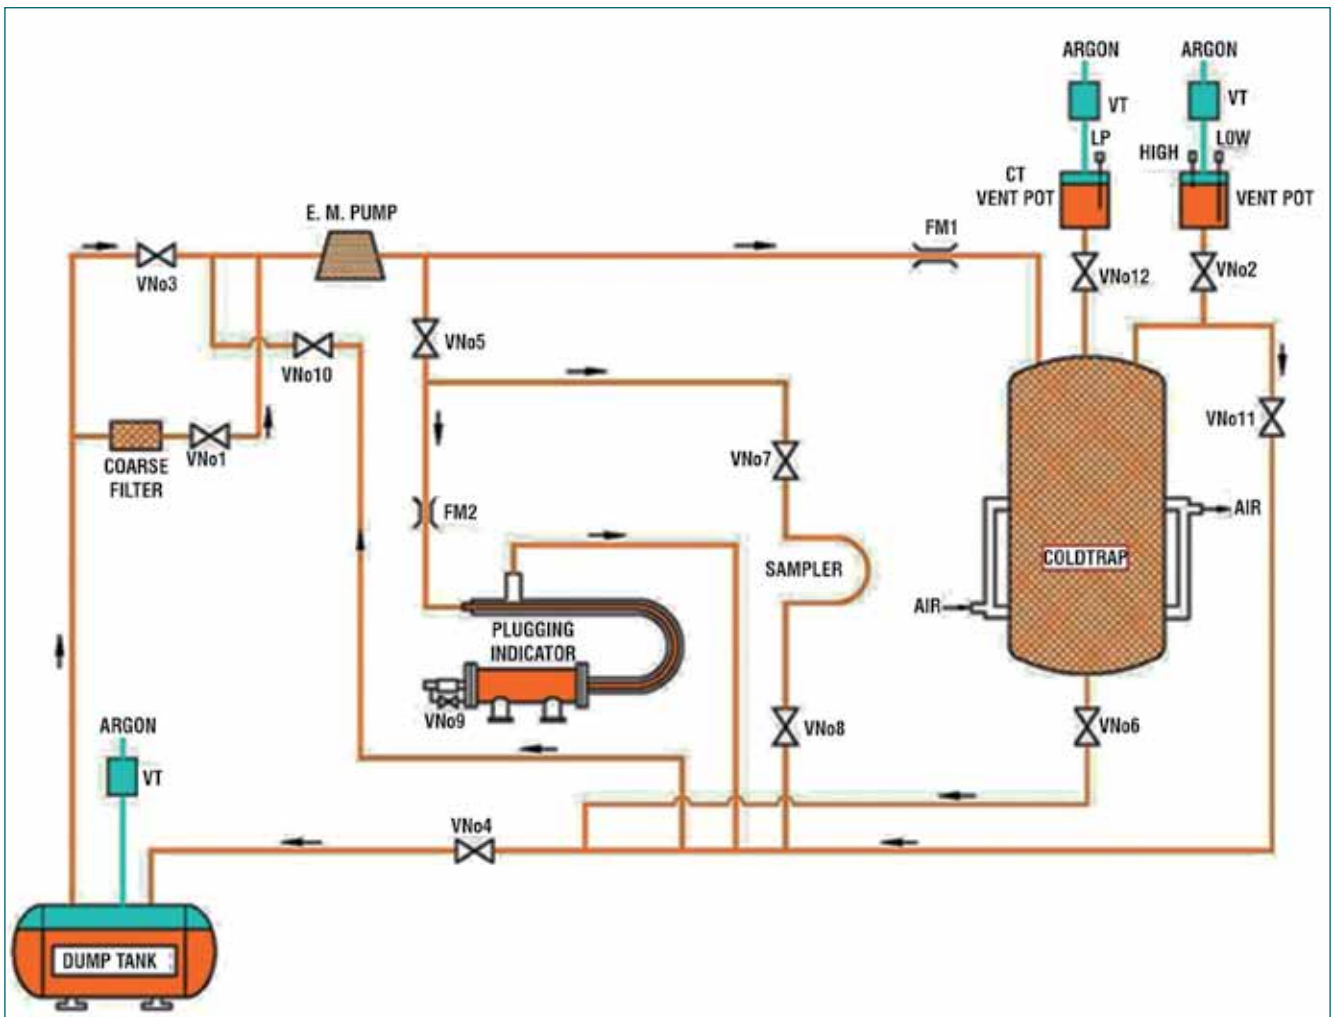 ARGON
ARGON
VT
VT
LP
HIGH
LOW
CT
VENT POT
VENT POT
E. M. PUMP
FM1
VNo3
VNo12
VNo2
VNo5
VNo10
VNo11
VNo1
COARSE
FILTER
VNo7
FM2
AIR
COLDTRAP
SAMPLER
AIR
PLUGGING
INDICATOR
VNo9
VNo8
VNo6
ARGON
VT
VNo4
DUMP TANK